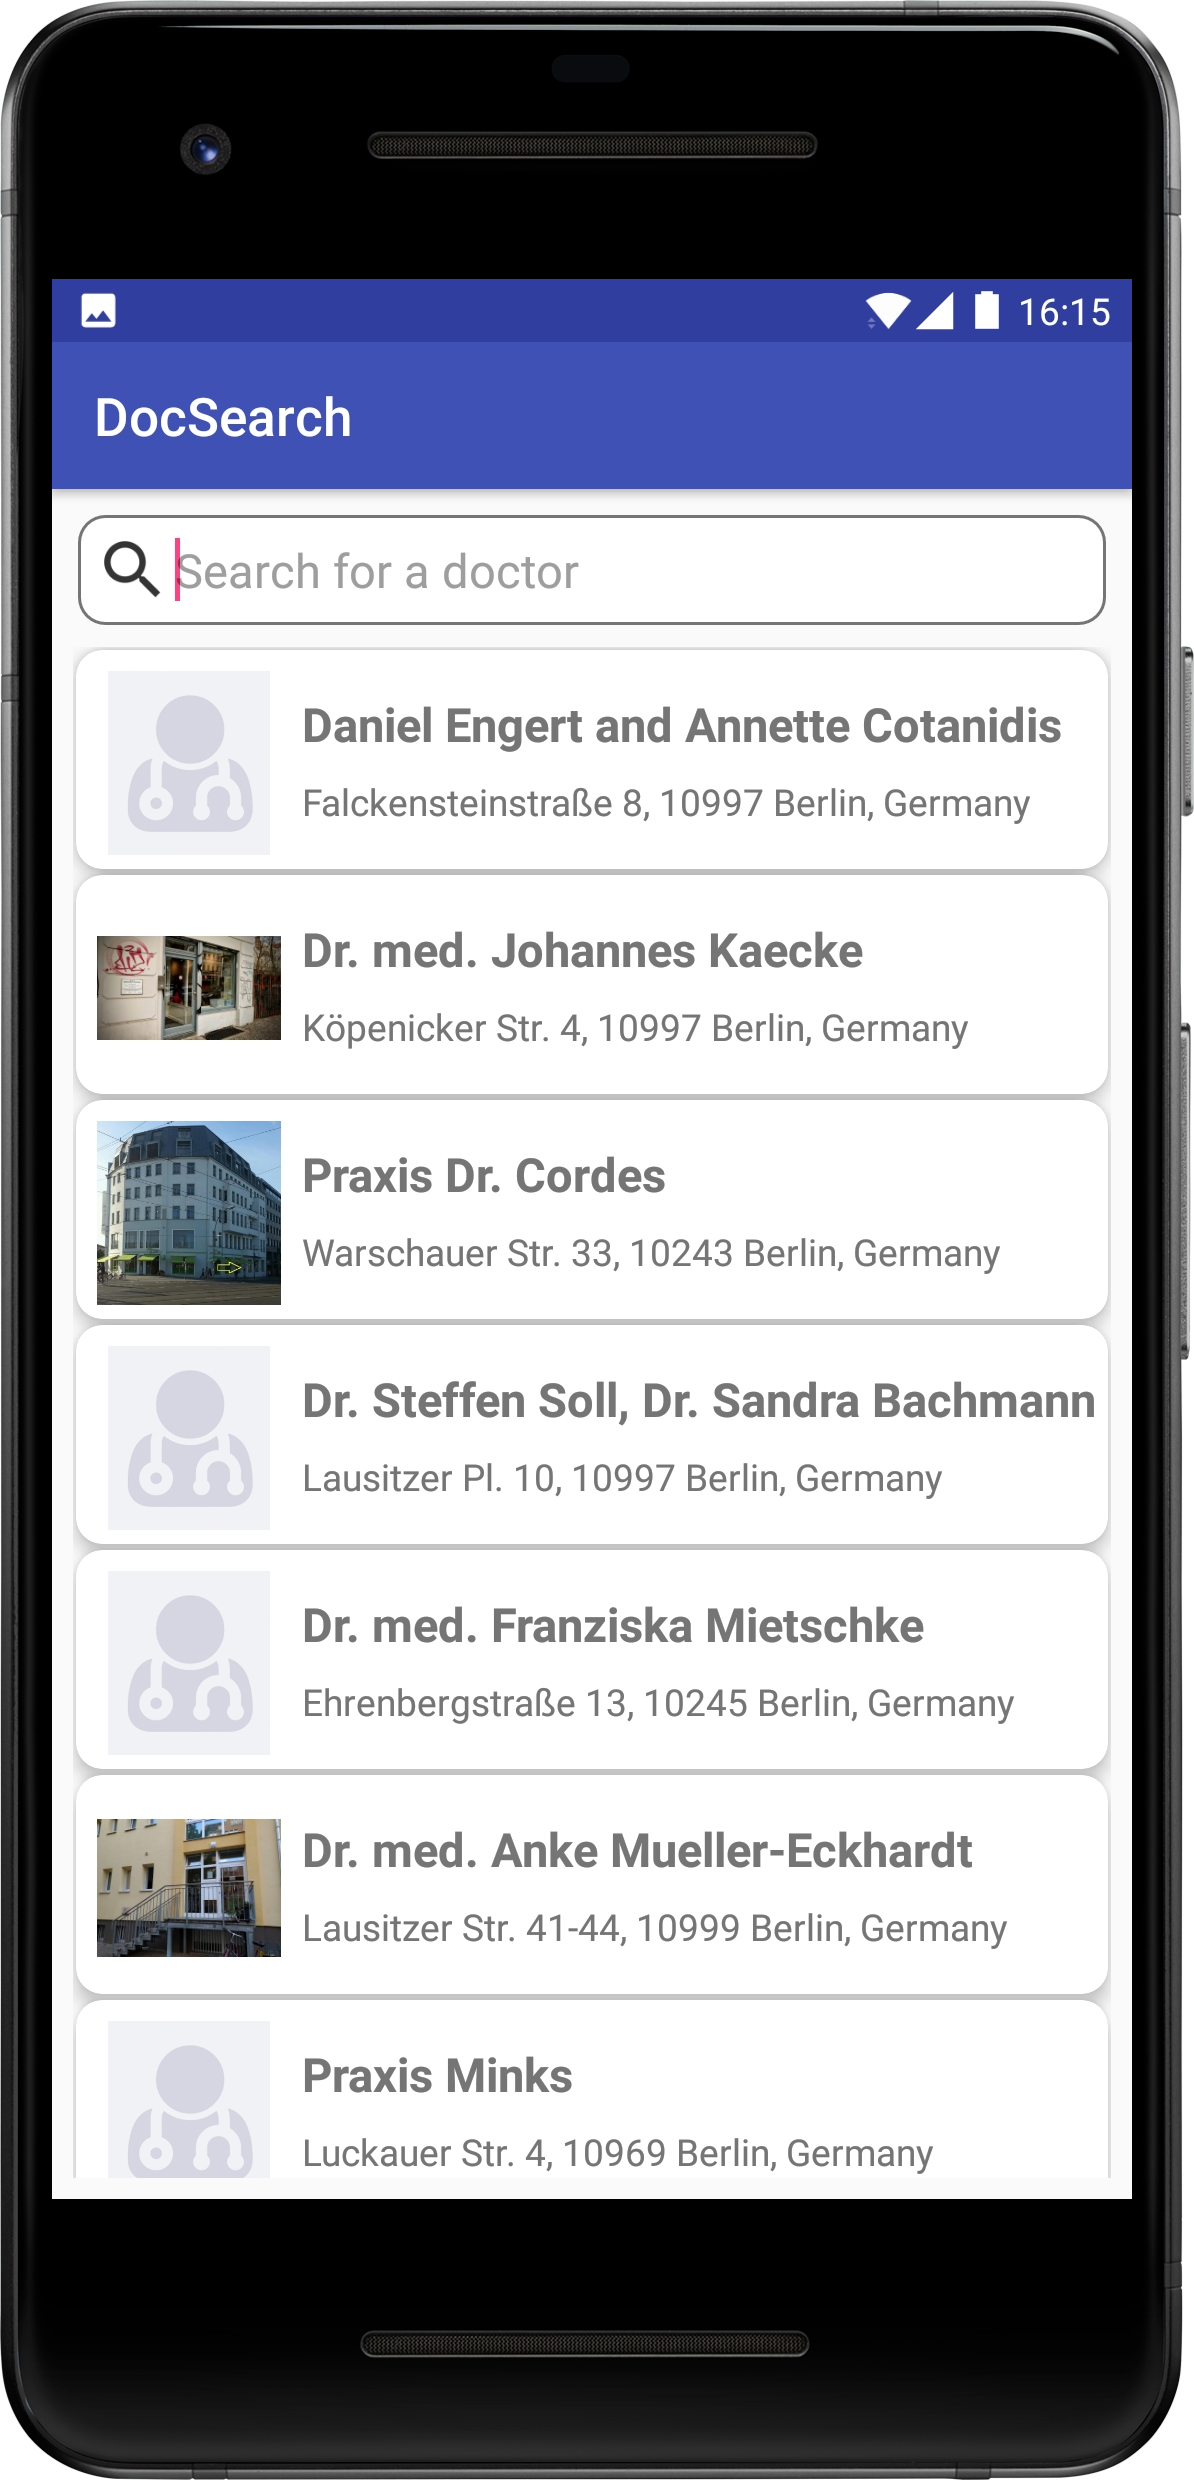 16:15
DocSearch
Search for a doctor
Daniel Engert and Annette Cotanidis
Falckensteinstraße 8, 10997 Berlin, Germany
Dr. med. Johannes Kaecke
Köpenicker Str. 4, 10997 Berlin, Germany
Praxis Dr. Cordes
Warschauer Str. 33, 10243 Berlin, Germany
Dr. Steffen Soll, Dr. Sandra Bachmann
Lausitzer Pl. 10, 10997 Berlin, Germany
Dr. med. Franziska Mietschke
Ehrenbergstraße 13, 10245 Berlin, Germany
Dr. med. Anke Mueller-Eckhardt
Lausitzer Str. 41-44, 10999 Berlin, Germany
Praxis Minks
Luckauer Str. 4, 10969 Berlin, Germany